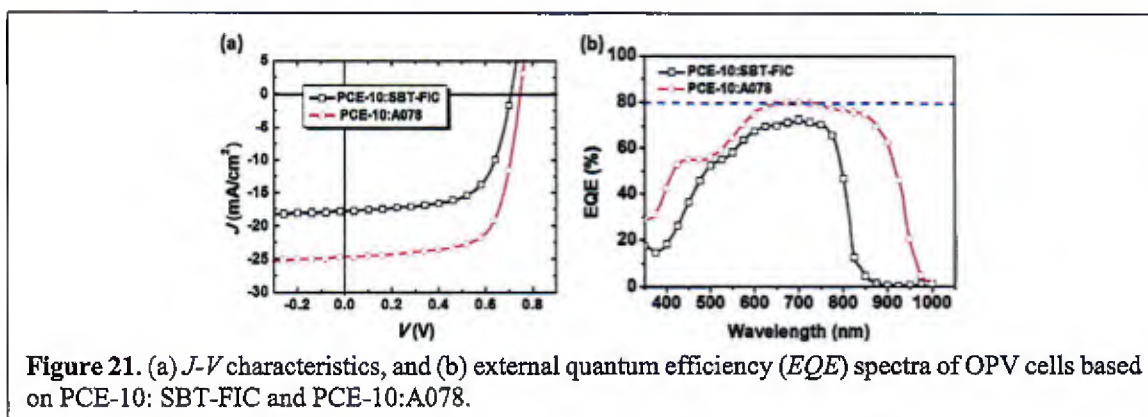 (a)
5
0
-5
-10
-15
-20
-25
-30
J (mA/cm²)
PCE-10:SBT-FIC
PCE-10:A078
-0.2 0.0 0.2 0.4 0.6 0.8
V (V)
(b)
100
80
60
40
20
0
EQE (%)
PCE-10:SBT-FIC
PCE-10:A078
400 500 600 700 800 900 1000
Wavelength (nm)
Figure 21. (a) J-V characteristics, and (b) external quantum efficiency (EQE) spectra of OPV cells based
on PCE-10: SBT-FIC and PCE-10:A078.